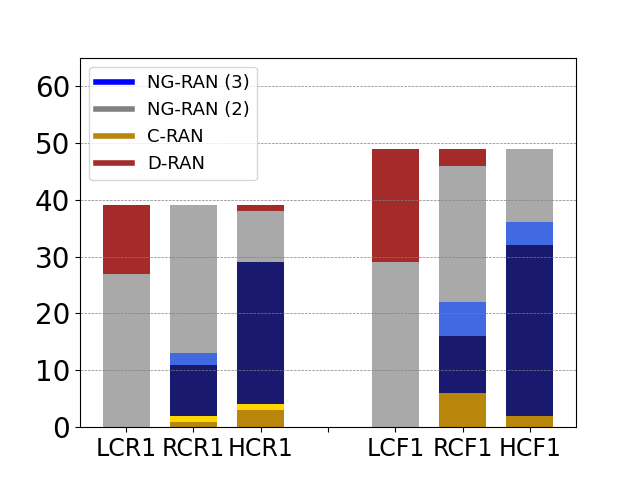 60
50
40
30
20
10
0
NG-RAN (3)
NG-RAN (2)
C-RAN
D-RAN
LCR1 RCR1 HCR1 LCF1 RCF1 HCF1